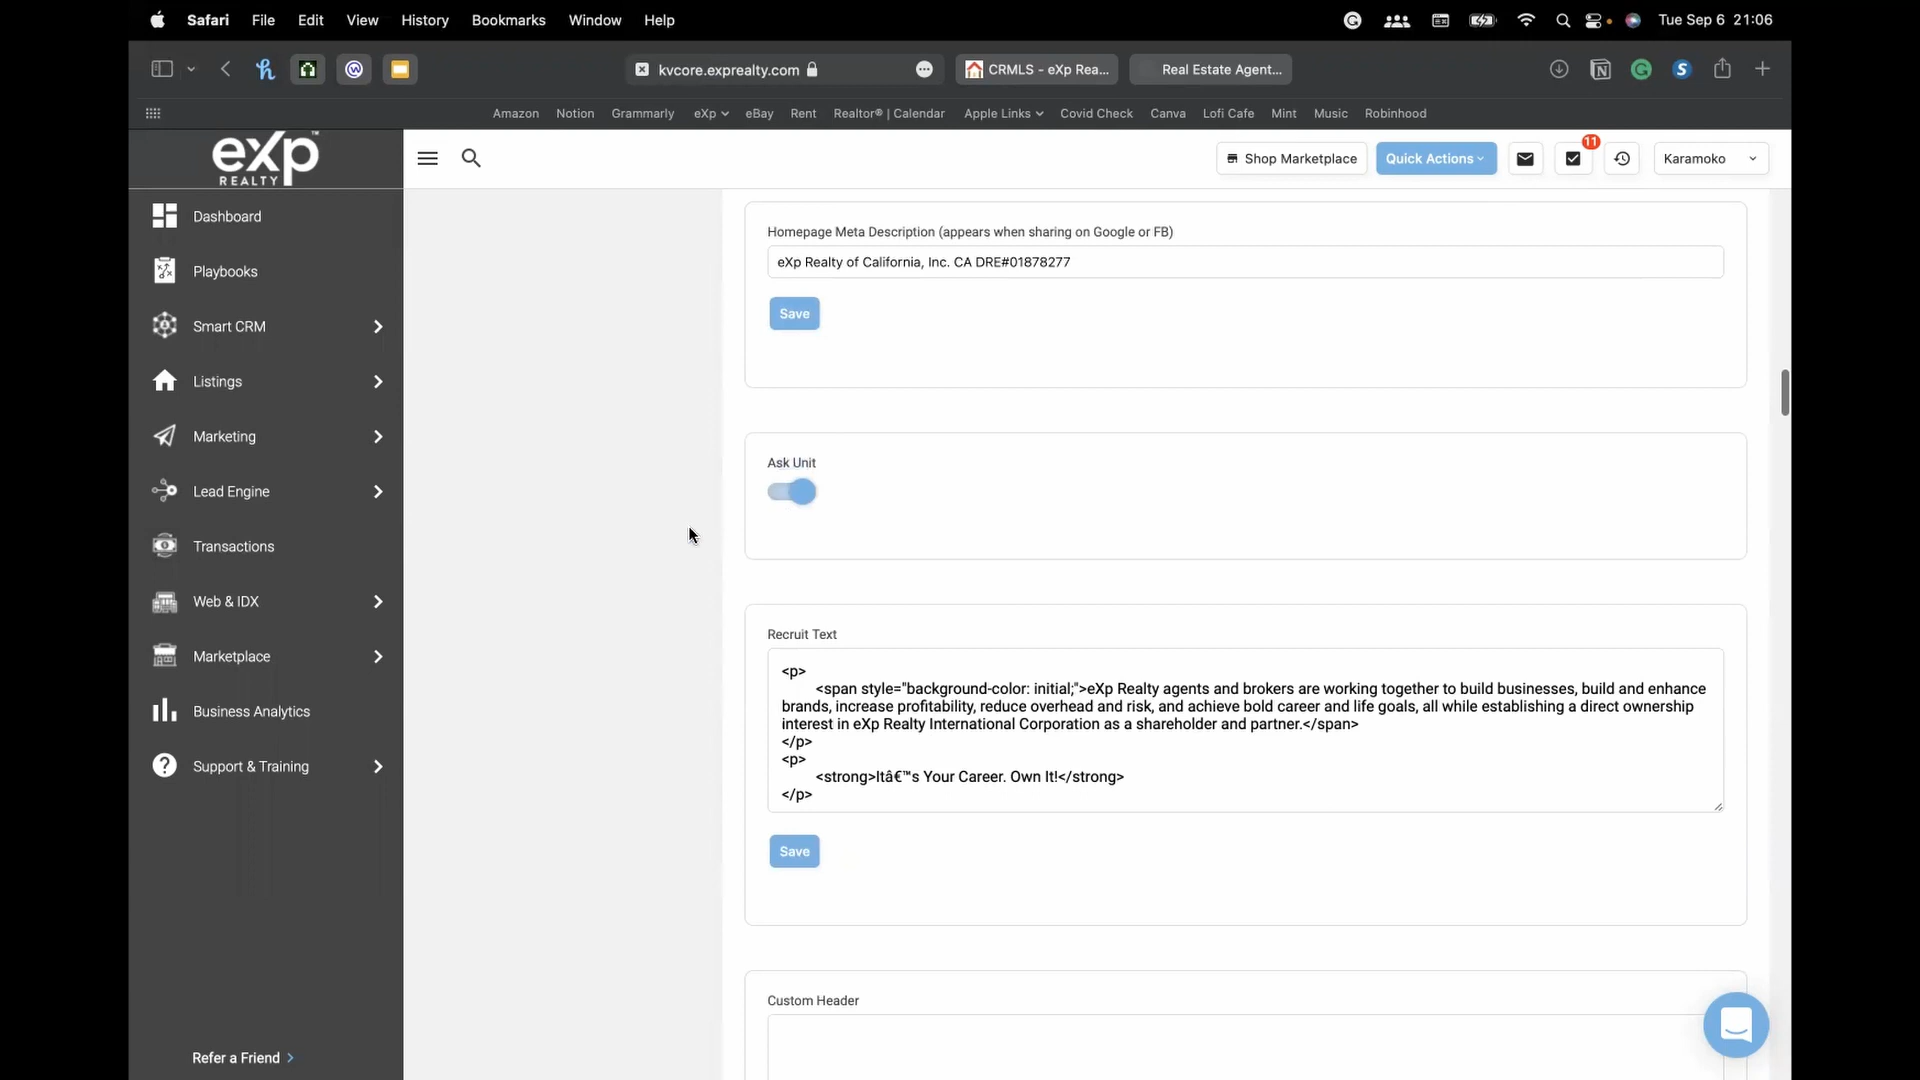 Safari File Edit View History Bookmarks Window Help Tue Sep 6 21:06
kvcore.exprealty.com CRMLS - eXp Rea... Real Estate Agent...
Amazon Notion Grammarly eXp eBay Rent Realtor® | Calendar Apple Links Covid Check Canva Lofi Cafe Mint Music Robinhood
eXp™
REALTY
Shop Marketplace Quick Actions 11 Karamoko
Dashboard
Playbooks
Smart CRM
Listings
Marketing
Lead Engine
Transactions
Web & IDX
Marketplace
Business Analytics
Support & Training
Refer a Friend
Homepage Meta Description (appears when sharing on Google or FB)
eXp Realty of California, Inc. CA DRE#01878277
Save
Ask Unit
Recruit Text
<p>
<span style="background-color: initial;">eXp Realty agents and brokers are working together to build businesses, build and enhance
brands, increase profitability, reduce overhead and risk, and achieve bold career and life goals, all while establishing a direct ownership
interest in eXp Realty International Corporation as a shareholder and partner.</span>
</p>
<p>
<strong>Itâ€™s Your Career. Own It!</strong>
</p>
Save
Custom Header